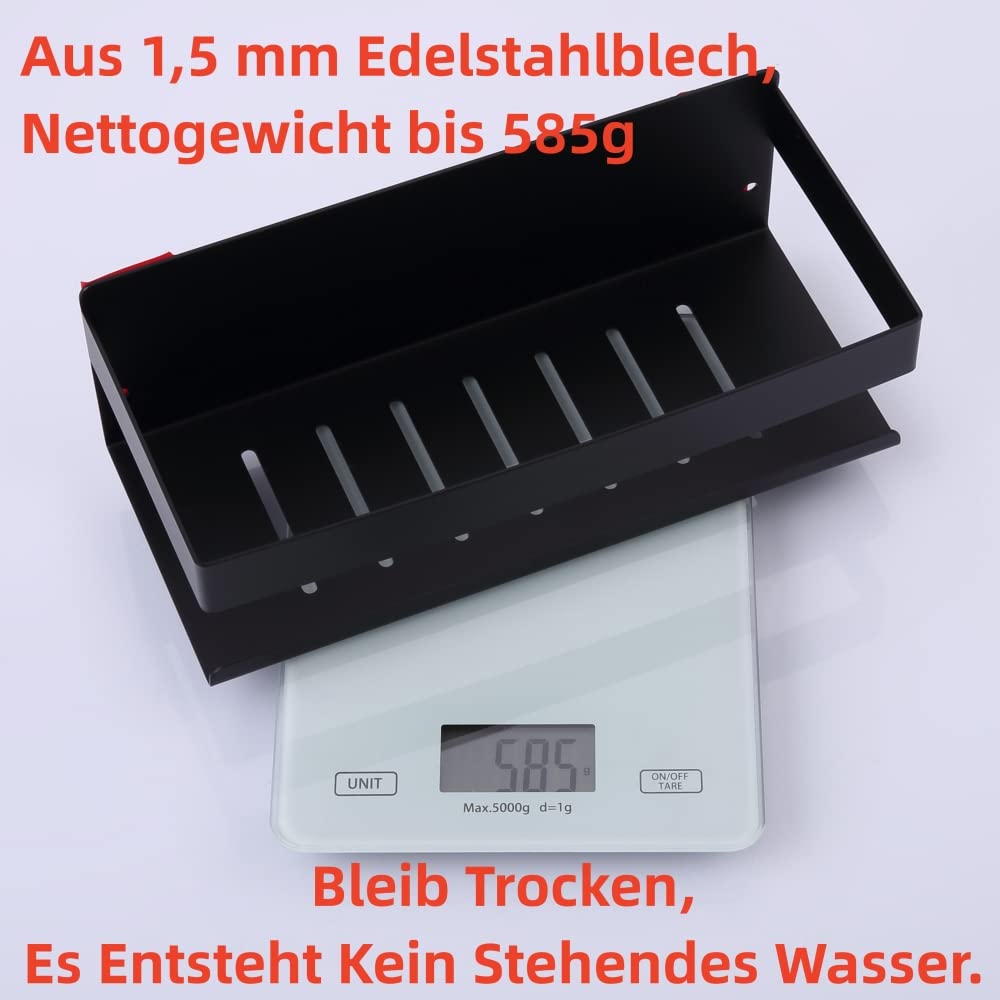 Aus 1,5 mm Edelstahlblech,
Nettogewicht bis 585g
585g
UNIT
ON/OFF
TARE
Max.5000g d=1g
Bleib Trocken,
Es Entsteht Kein Stehendes Wasser.